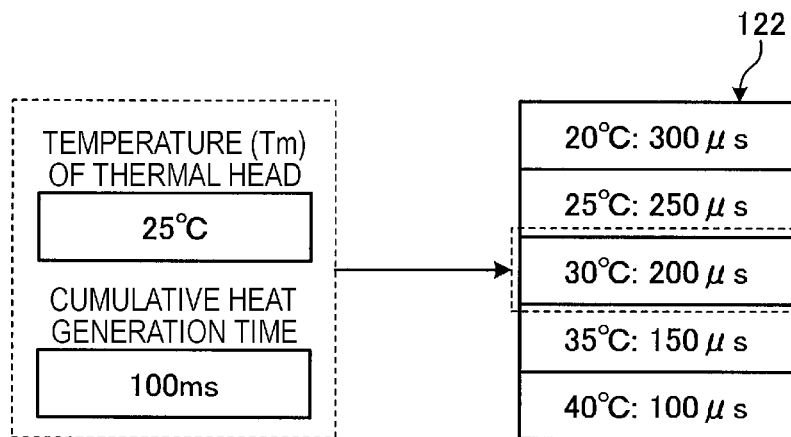 122
TEMPERATURE (Tm)
OF THERMAL HEAD
25℃
CUMULATIVE HEAT
GENERATION TIME
100ms
20℃: 300 μ s
25℃: 250 μ s
30℃: 200 μ s
35℃: 150 μ s
40℃: 100 μ s